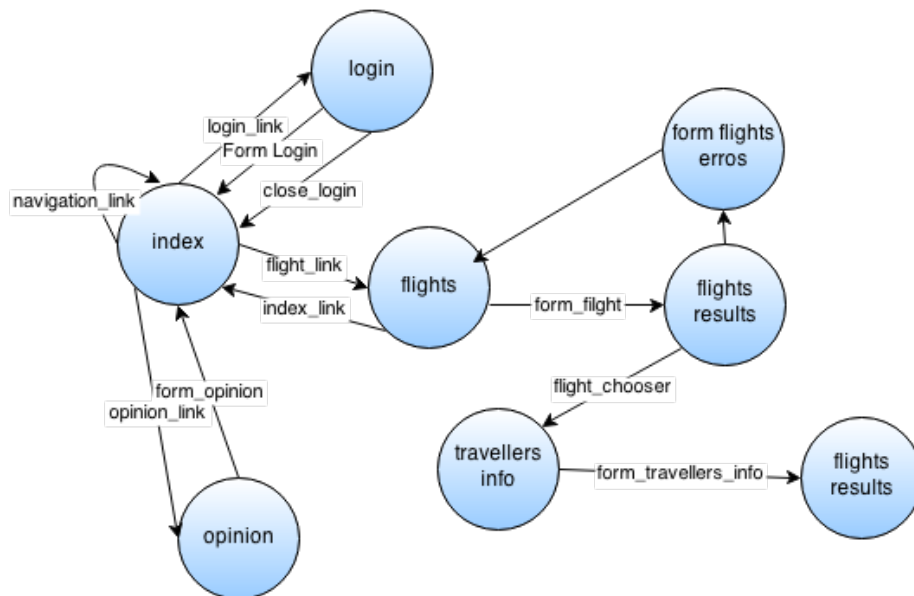 login
login_link
Form Login
close_login
navigation_link
index
flight_link
index_link
flights
form flights
erros
form_filght
flights
results
flight_chooser
form_opinion
opinion_link
travellers
info
form_travellers_info
flights
results
opinion